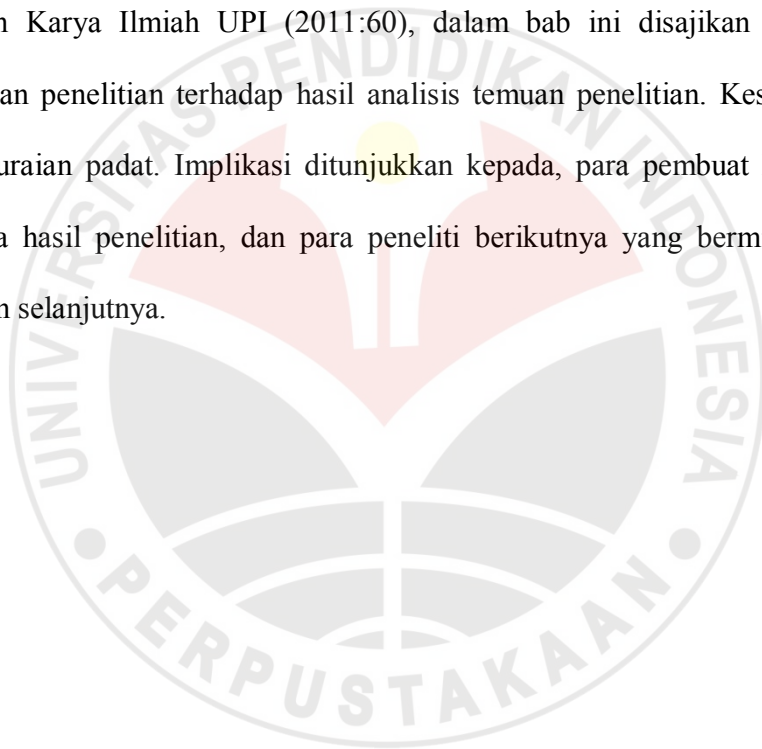 n Karya Ilmiah UPI (2011:60), dalam bab ini disajikan
an penelitian terhadap hasil analisis temuan penelitian. Kes
uraian padat. Implikasi ditunjukkan kepada, para pembuat
a hasil penelitian, dan para peneliti berikutnya yang berm
n selanjutnya.
UNIVERSITAS PENDIDIKAN INDONESIA
PERPUSTAKAAN